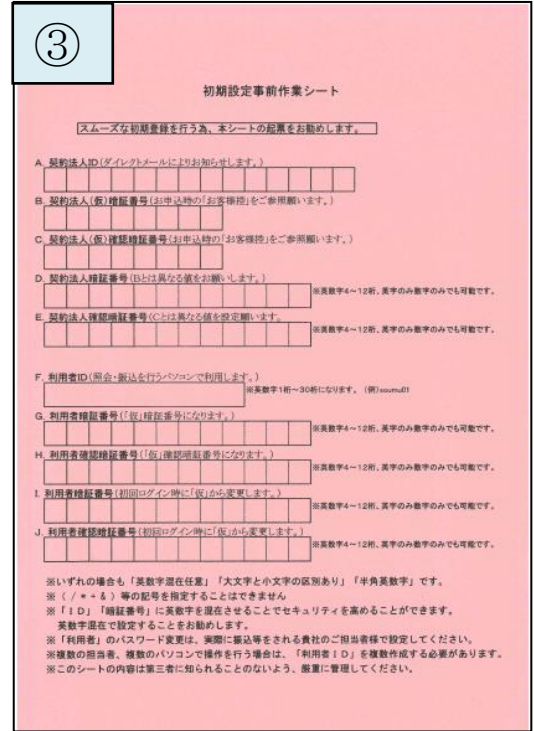 ③
初期設定事前作業シート
スムーズな初期登録を行う為、本シートの起票をお勧めします。
A. 契約法人ID(ダイレクトメールによりお知らせします。)
B. 契約法人(仮)暗証番号(お申込時の「お客様控」をご参照願います。)
C. 契約法人(仮)確認暗証番号(お申込時の「お客様控」をご参照願います。)
D. 契約法人暗証番号(Bとは異なる値をお願いします。)
※英数字4~12桁、英字のみ数字のみでも可能です。
E. 契約法人確認暗証番号(Cとは異なる値を設定願います。
※英数字4~12桁、英字のみ数字のみでも可能です。
F. 利用者ID(照会・振込を行うパソコンで利用します。)
※英数字1桁~30桁になります。 (例)soumu01
G. 利用者暗証番号(「仮」暗証番号になります。)
※英数字4~12桁、英字のみ数字のみでも可能です。
H. 利用者確認暗証番号(「仮」確認暗証番号になります。)
※英数字4~12桁、英字のみ数字のみでも可能です。
I. 利用者暗証番号(初回ログイン時に「仮」から変更します。)
※英数字4~12桁、英字のみ数字のみでも可能です。
J. 利用者確認暗証番号(初回ログイン時に「仮」から変更します。)
※英数字4~12桁、英字のみ数字のみでも可能です。
※いずれの場合も「英数字混在任意」「大文字と小文字の区別あり」「半角英数字」です。
※(/*+&)等の記号を指定することはできません
※「ID」「暗証番号」に英数字を混在させることでセキュリティを高めることができます。
英数字混在で設定することをお勧めします。
※「利用者」のパスワード変更は、実際に振込等をされる貴社のご担当者様で設定してください。
※複数の担当者、複数のパソコンで操作を行う場合は、「利用者ID」を複数作成する必要があります。
※このシートの内容は第三者に知られることのないよう、厳重に管理してください。